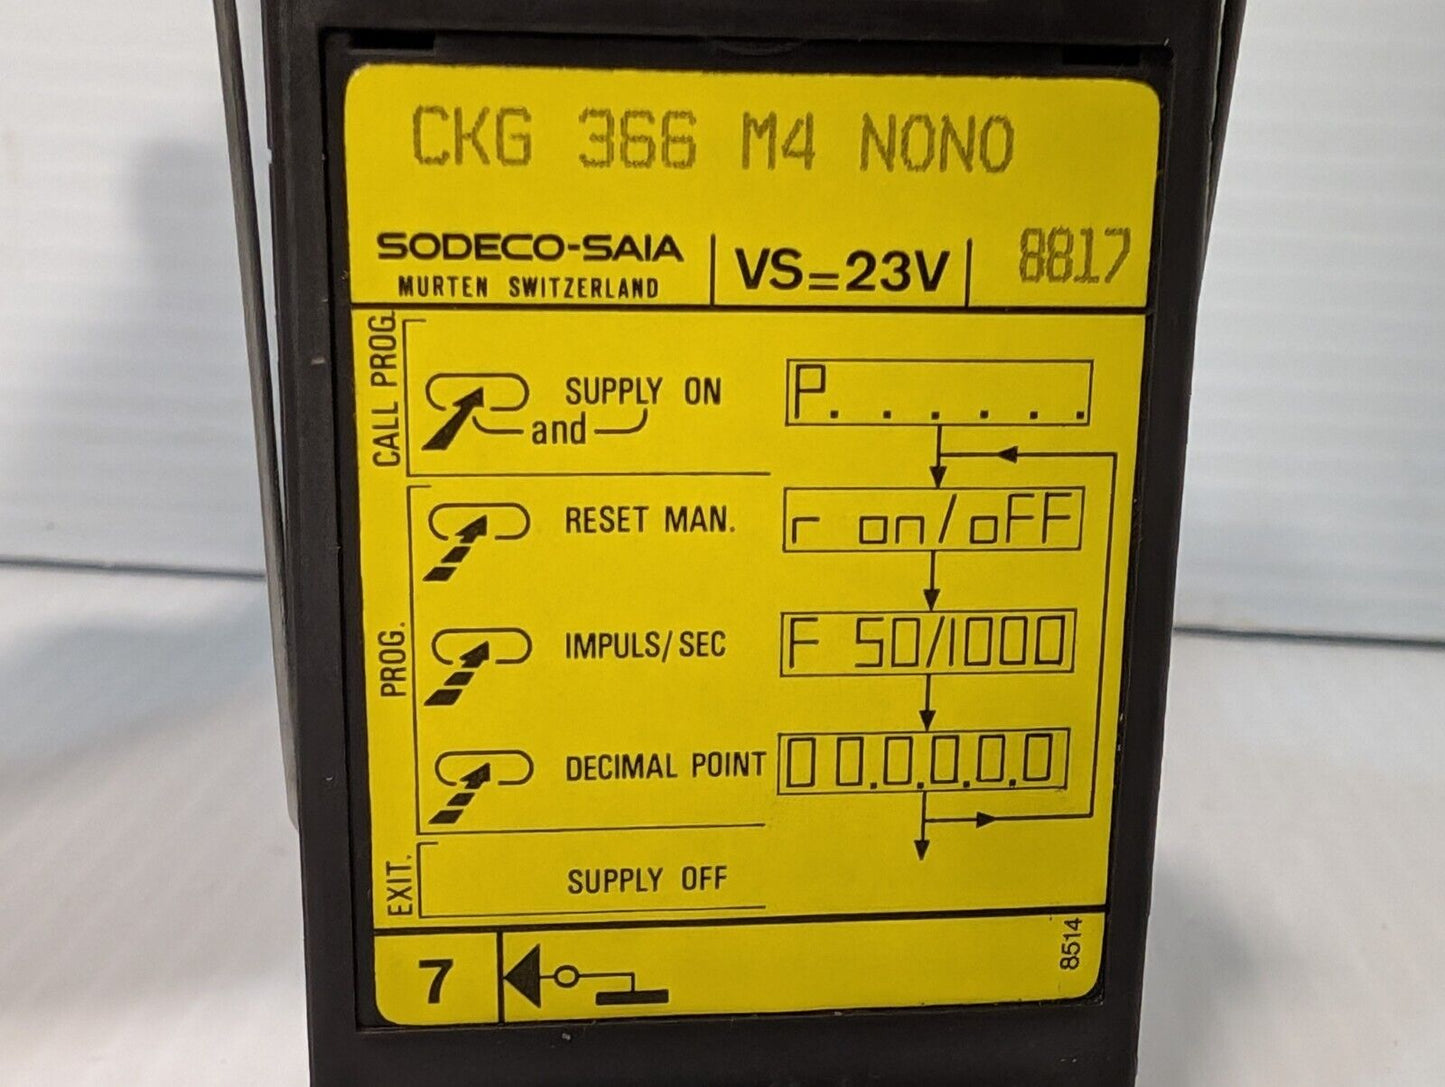 CKG 366 M4 NONO
SODECO-SAIA
MURTEN SWITZERLAND
VS=23V
8817
CALL PROG.
SUPPLY ON
and
P. . . . . .
PROG.
RESET MAN.
r on/oFF
IMPULS/SEC
F 50/1000
DECIMAL POINT
0 0.0.0.0.0
EXIT.
SUPPLY OFF
7
8514